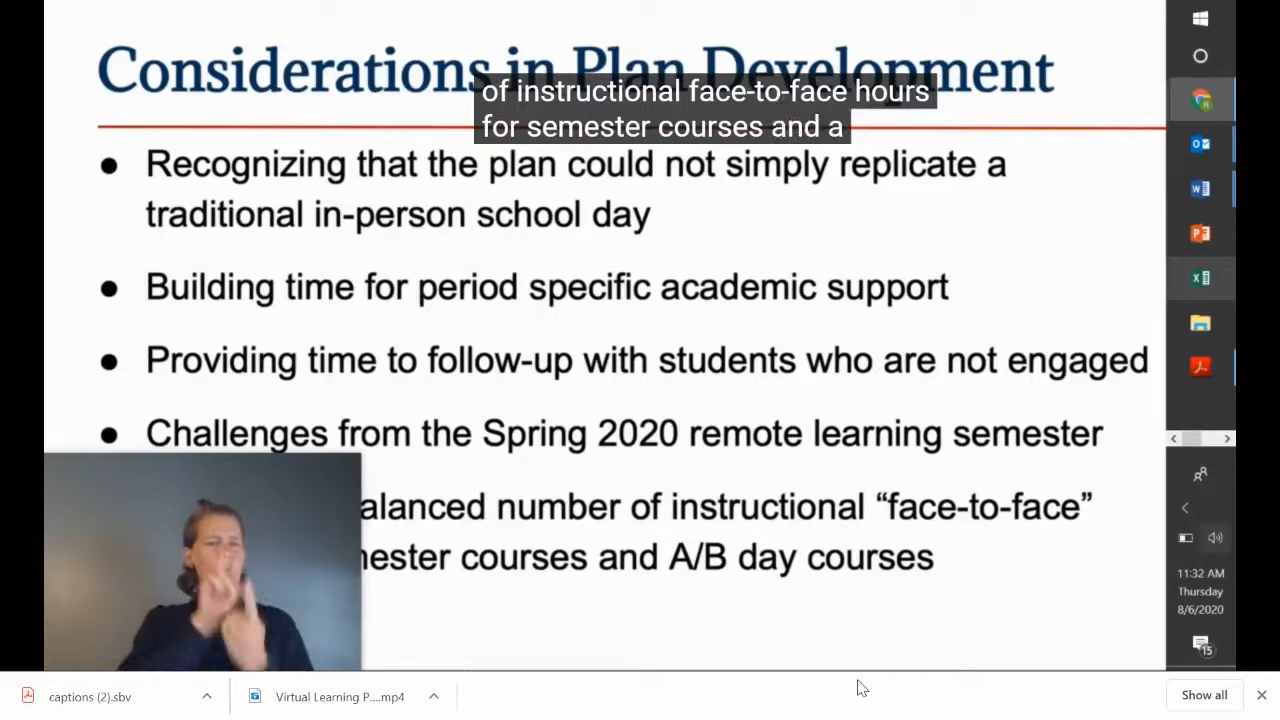 Considerations in Plan Development
of instructional face-to-face hours
for semester courses and a
● Recognizing that the plan could not simply replicate a
traditional in-person school day
● Building time for period specific academic support
● Providing time to follow-up with students who are not engaged
● Challenges from the Spring 2020 remote learning semester
alanced number of instructional “face-to-face”
ester courses and A/B day courses
11:32 AM
Thursday
8/6/2020
15
captions (2).sbv
Virtual Learning P....mp4
Show all